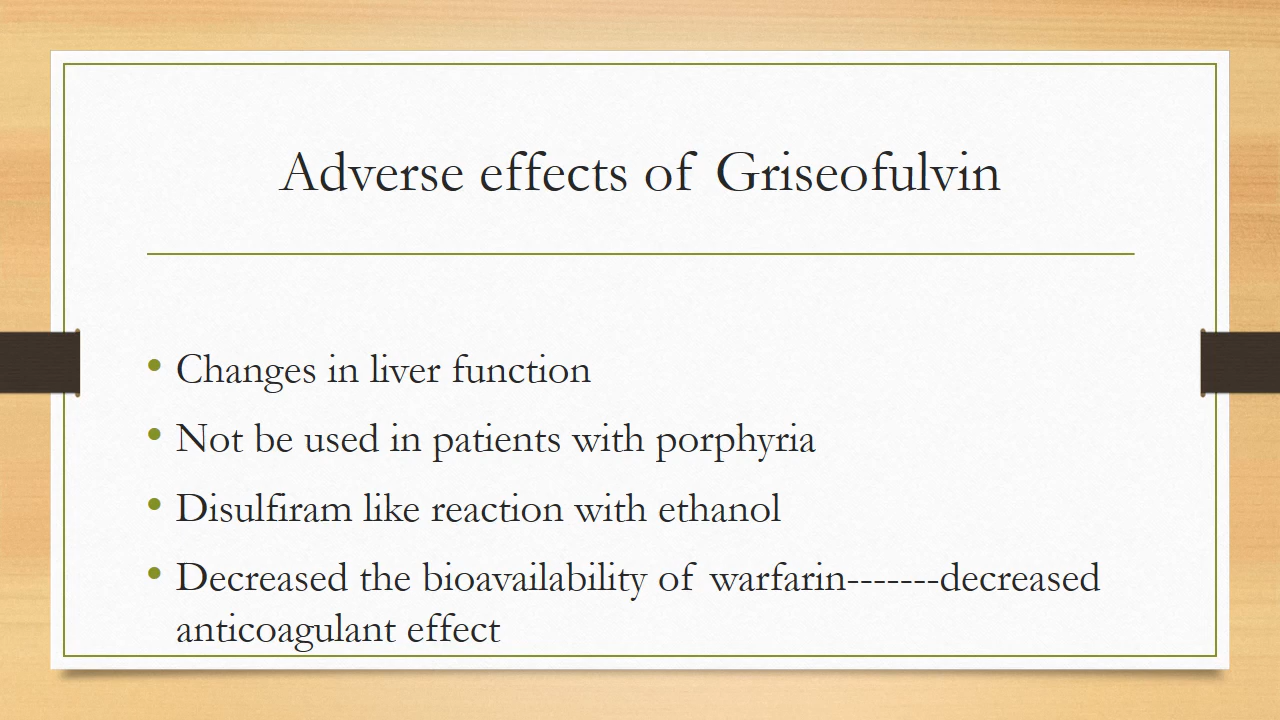 Adverse effects of Griseofulvin
• Changes in liver function
• Not be used in patients with porphyria
• Disulfiram like reaction with ethanol
• Decreased the bioavailability of warfarin-------decreased
anticoagulant effect